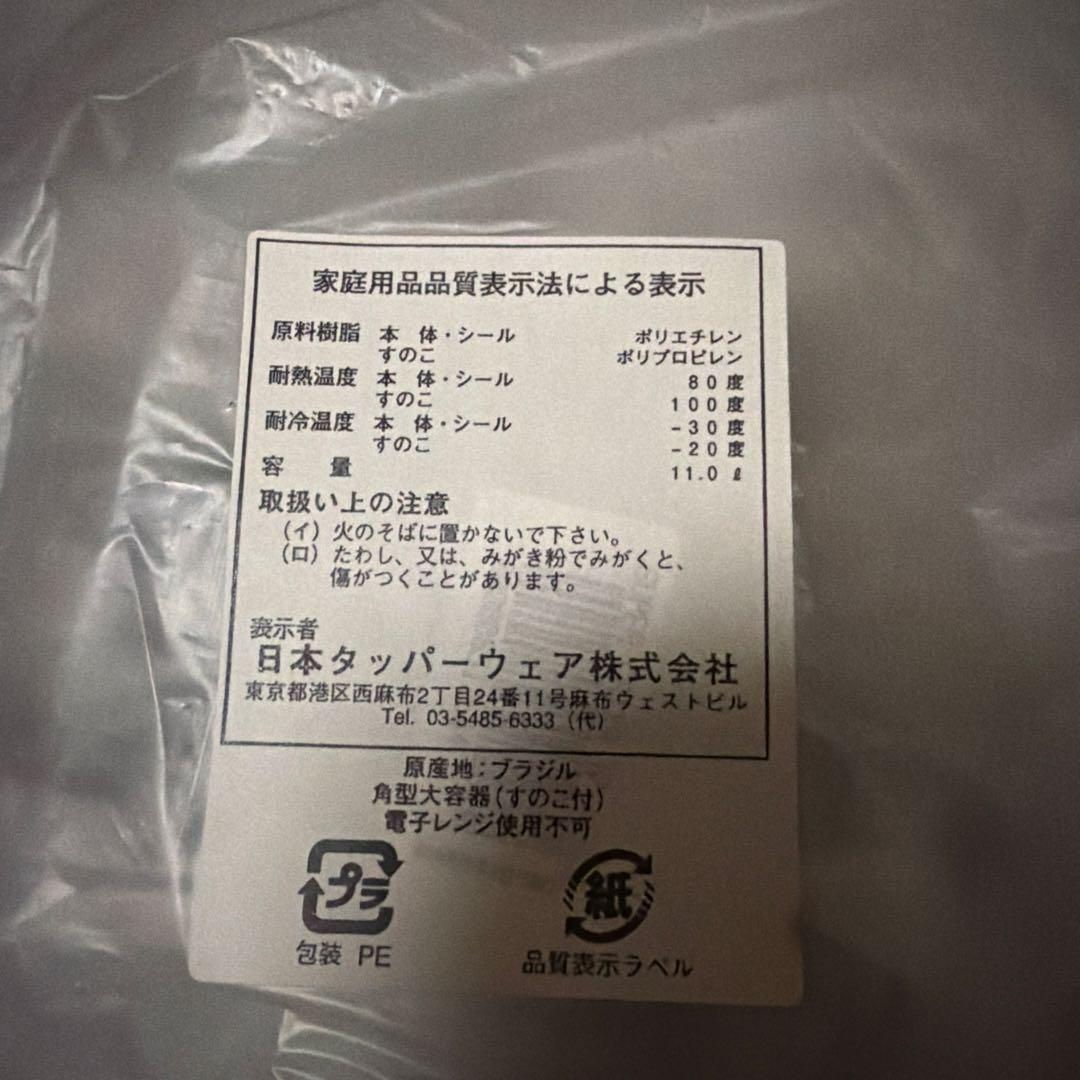 家庭用品品質表示法による表示
原料樹脂 本 体・シール ポリエチレン
すのこ ポリプロピレン
耐熱温度 本 体・シール 80度
すのこ 100度
耐冷温度 本 体・シール -30度
すのこ -20度
容 量 11.0ℓ
取扱い上の注意
(イ) 火のそばに置かないで下さい。
(ロ) たわし、又は、みがき粉でみがくと、
傷がつくことがあります。
表示者
日本タッパーウェア株式会社
東京都港区西麻布2丁目24番11号麻布ウェストビル
Tel. 03-5485-6333 (代)
原産地:ブラジル
角型大容器(すのこ付)
電子レンジ使用不可
プラ 紙
包装 PE 品質表示ラベル